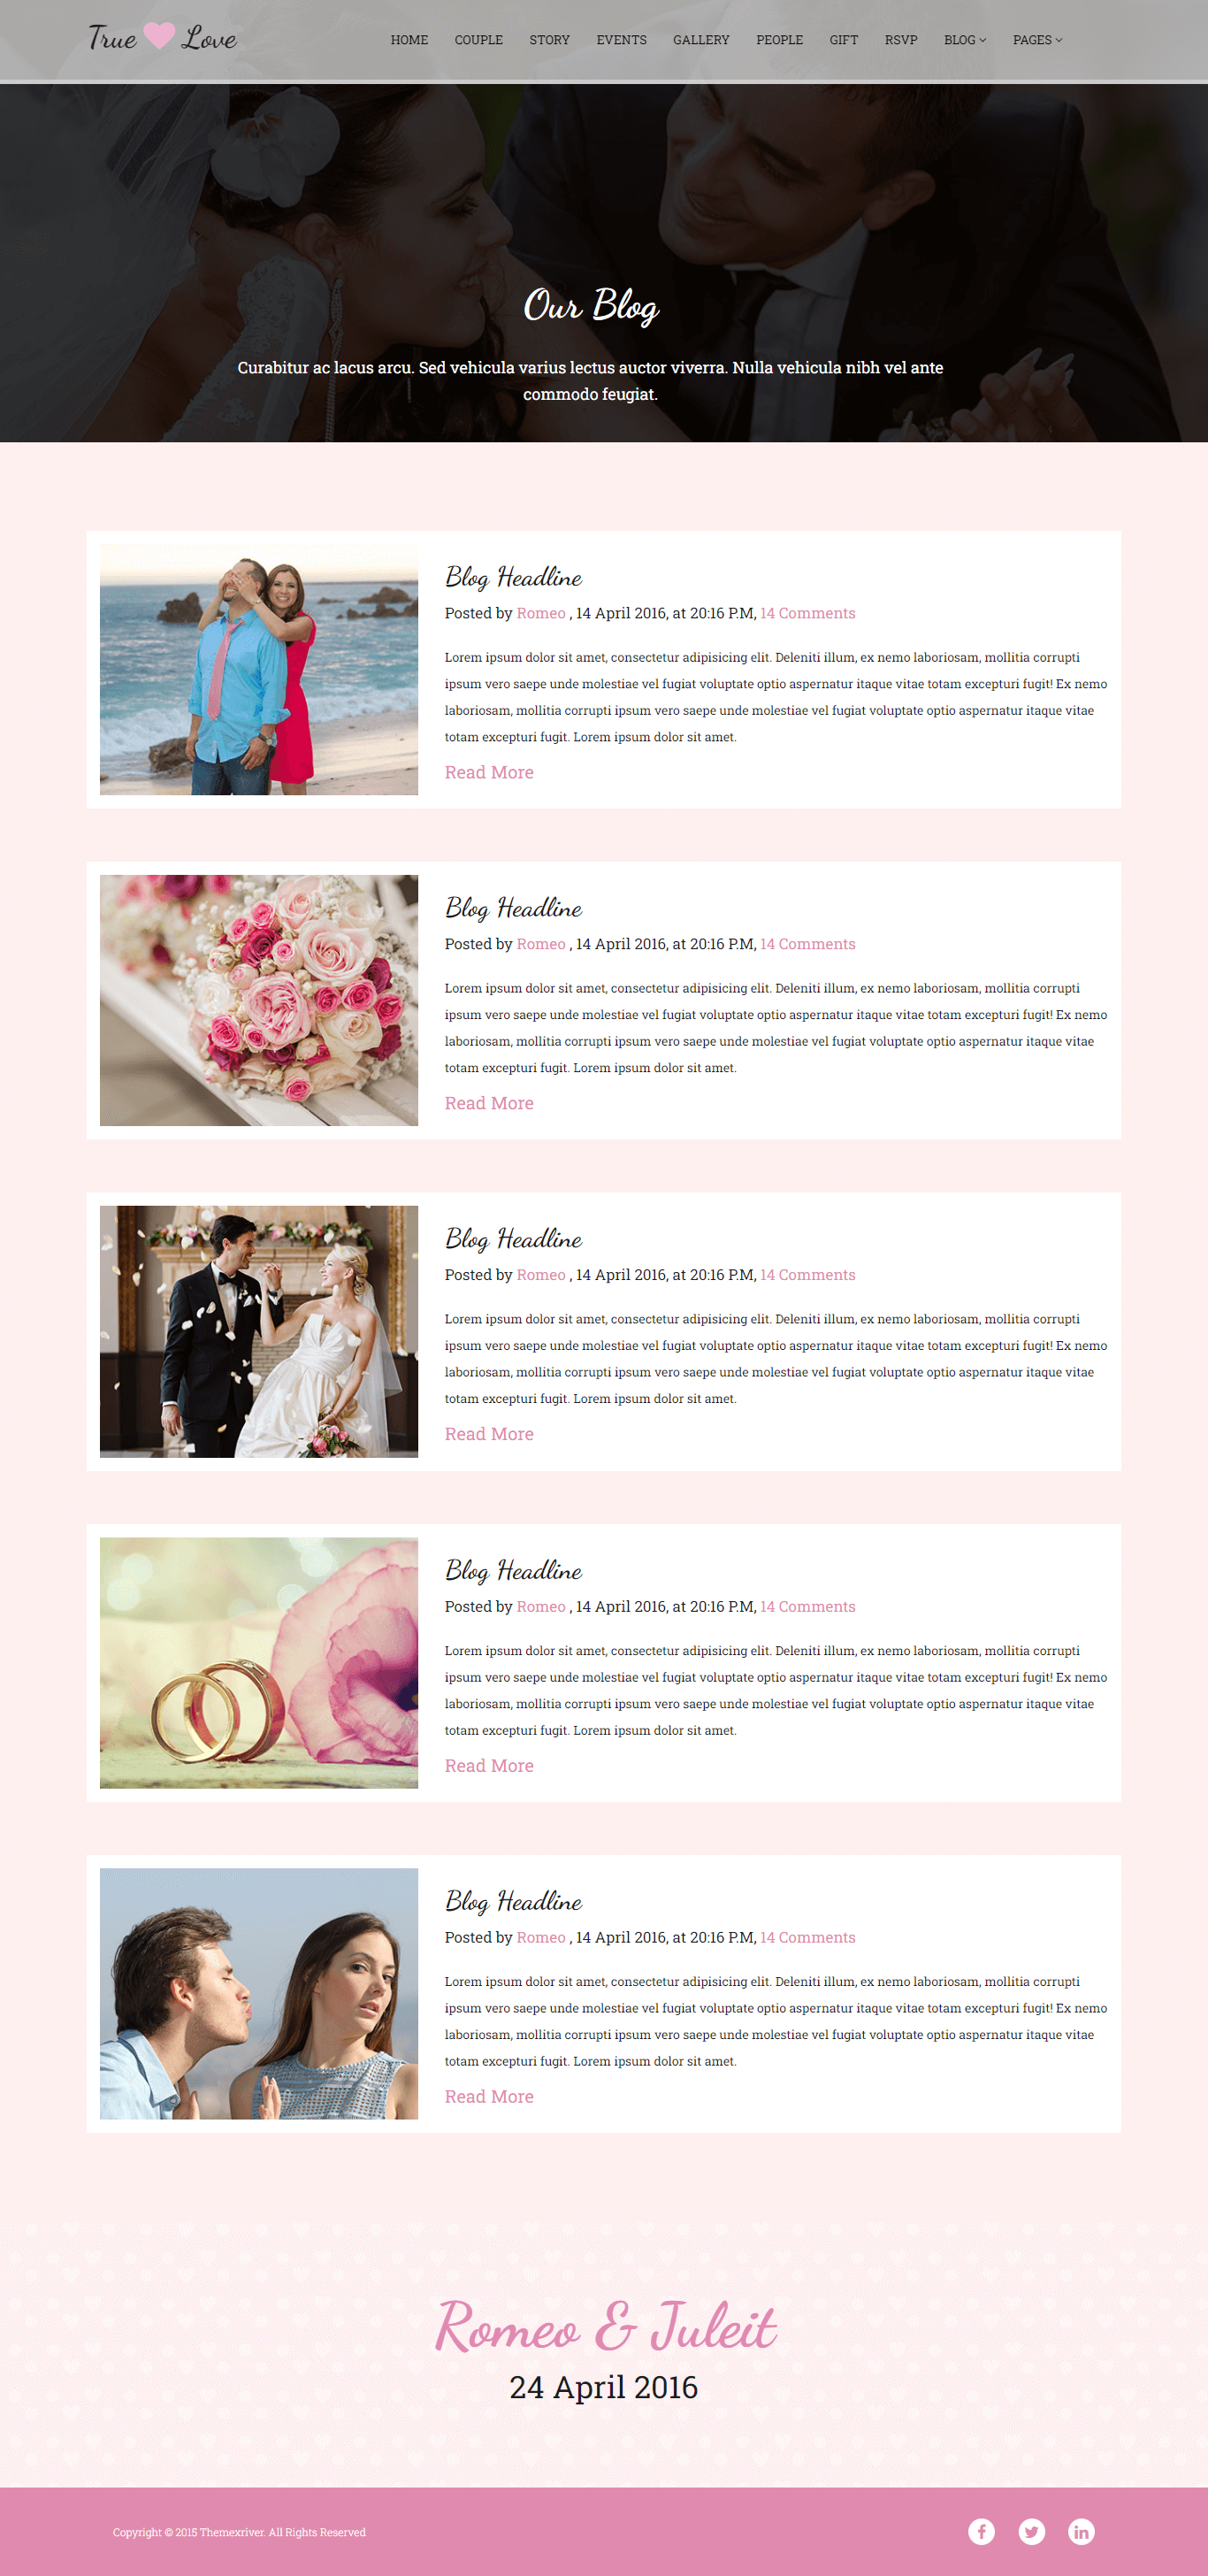 True Love
HOME COUPLE STORY EVENTS GALLERY PEOPLE GIFT RSVP BLOG PAGES
Our Blog
Curabitur ac lacus arcu. Sed vehicula varius lectus auctor viverra. Nulla vehicula nibh vel ante
commodo feugiat.
Blog Headline
Posted by Romeo , 14 April 2016, at 20:16 P.M, 14 Comments
Lorem ipsum dolor sit amet, consectetur adipisicing elit. Deleniti illum, ex nemo laboriosam, mollitia corrupti
ipsum vero saepe unde molestiae vel fugiat voluptate optio aspernatur itaque vitae totam excepturi fugit! Ex nemo
laboriosam, mollitia corrupti ipsum vero saepe unde molestiae vel fugiat voluptate optio aspernatur itaque vitae
totam excepturi fugit. Lorem ipsum dolor sit amet.
Read More
Blog Headline
Posted by Romeo , 14 April 2016, at 20:16 P.M, 14 Comments
Lorem ipsum dolor sit amet, consectetur adipisicing elit. Deleniti illum, ex nemo laboriosam, mollitia corrupti
ipsum vero saepe unde molestiae vel fugiat voluptate optio aspernatur itaque vitae totam excepturi fugit! Ex nemo
laboriosam, mollitia corrupti ipsum vero saepe unde molestiae vel fugiat voluptate optio aspernatur itaque vitae
totam excepturi fugit. Lorem ipsum dolor sit amet.
Read More
Blog Headline
Posted by Romeo , 14 April 2016, at 20:16 P.M, 14 Comments
Lorem ipsum dolor sit amet, consectetur adipisicing elit. Deleniti illum, ex nemo laboriosam, mollitia corrupti
ipsum vero saepe unde molestiae vel fugiat voluptate optio aspernatur itaque vitae totam excepturi fugit! Ex nemo
laboriosam, mollitia corrupti ipsum vero saepe unde molestiae vel fugiat voluptate optio aspernatur itaque vitae
totam excepturi fugit. Lorem ipsum dolor sit amet.
Read More
Blog Headline
Posted by Romeo , 14 April 2016, at 20:16 P.M, 14 Comments
Lorem ipsum dolor sit amet, consectetur adipisicing elit. Deleniti illum, ex nemo laboriosam, mollitia corrupti
ipsum vero saepe unde molestiae vel fugiat voluptate optio aspernatur itaque vitae totam excepturi fugit! Ex nemo
laboriosam, mollitia corrupti ipsum vero saepe unde molestiae vel fugiat voluptate optio aspernatur itaque vitae
totam excepturi fugit. Lorem ipsum dolor sit amet.
Read More
Blog Headline
Posted by Romeo , 14 April 2016, at 20:16 P.M, 14 Comments
Lorem ipsum dolor sit amet, consectetur adipisicing elit. Deleniti illum, ex nemo laboriosam, mollitia corrupti
ipsum vero saepe unde molestiae vel fugiat voluptate optio aspernatur itaque vitae totam excepturi fugit! Ex nemo
laboriosam, mollitia corrupti ipsum vero saepe unde molestiae vel fugiat voluptate optio aspernatur itaque vitae
totam excepturi fugit. Lorem ipsum dolor sit amet.
Read More
Romeo & Juleit
24 April 2016
Copyright © 2015 Themexriver. All Rights Reserved